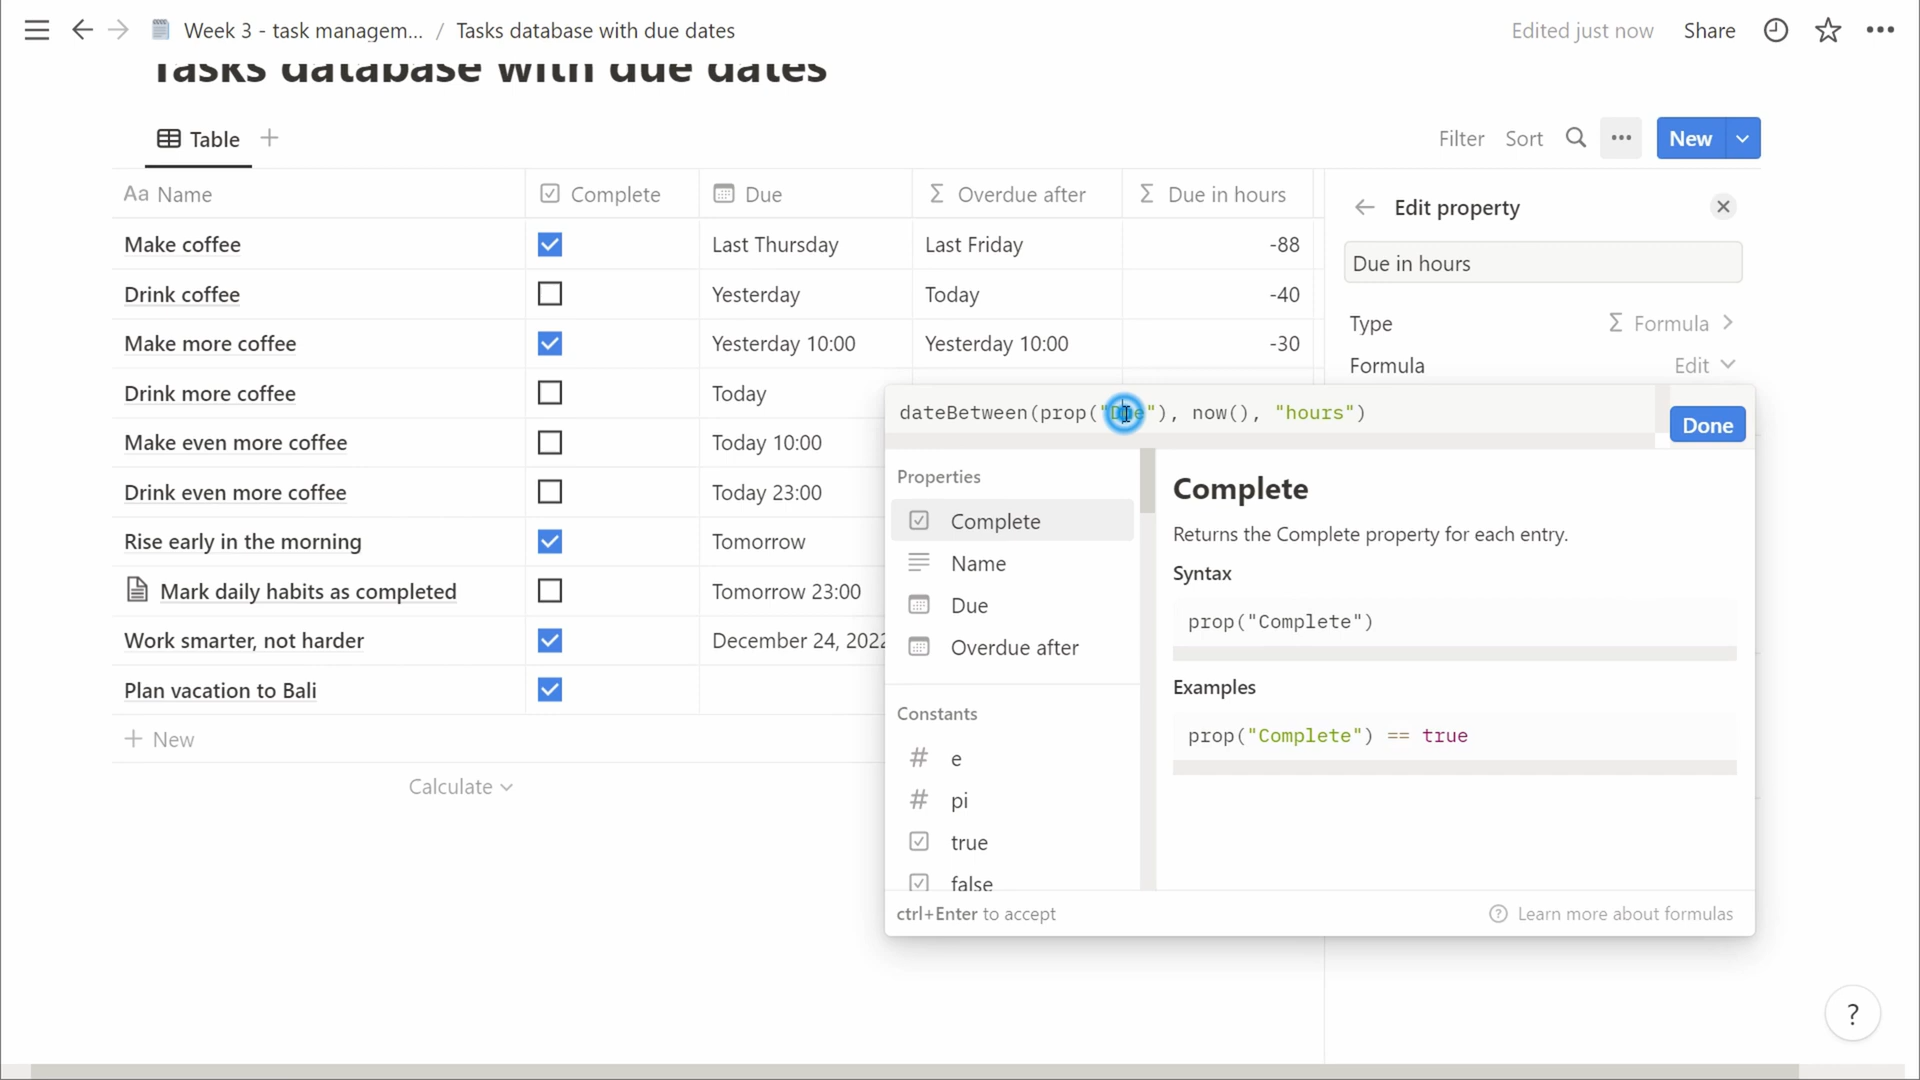 Week 3 - task managem... / Tasks database with due dates
Edited just now Share
Tasks database with due dates
Table
Filter Sort New
Aa Name Complete Due Overdue after Due in hours
Make coffee Last Thursday Last Friday -88
Drink coffee Yesterday Today -40
Make more coffee Yesterday 10:00 Yesterday 10:00 -30
Drink more coffee Today
Make even more coffee Today 10:00
Drink even more coffee Today 23:00
Rise early in the morning Tomorrow
Mark daily habits as completed Tomorrow 23:00
Work smarter, not harder December 24, 2022
Plan vacation to Bali
+ New
Calculate
Edit property
Due in hours
Type Σ Formula
Formula Edit
dateBetween(prop("Due"), now(), "hours")
Done
Properties
Complete
Name
Due
Overdue after
Constants
# e
# pi
true
false
Complete
Returns the Complete property for each entry.
Syntax
prop("Complete")
Examples
prop("Complete") == true
ctrl+Enter to accept
? Learn more about formulas
?